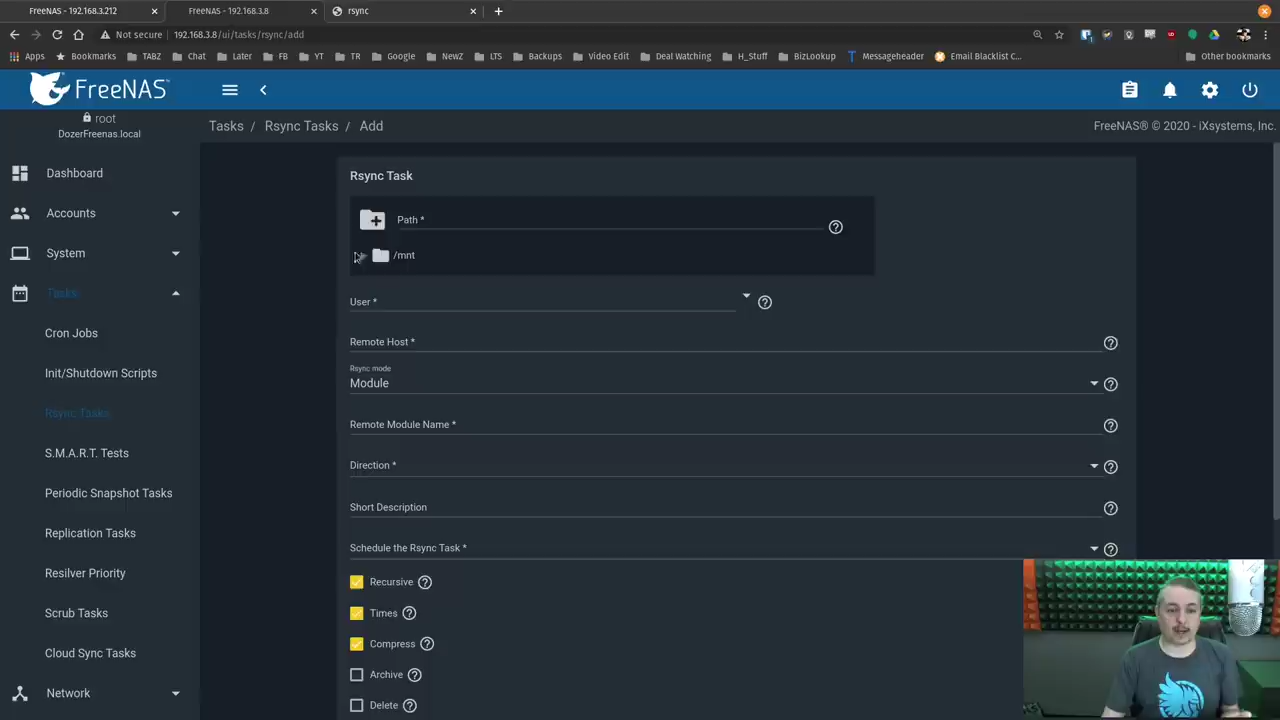 FreeNAS - 192.168.3.212
FreeNAS - 192.168.3.8
rsync
Not secure
192.168.3.8/ui/tasks/rsync/add
Apps
Bookmarks
TABZ
Chat
Later
FB
YT
TR
Google
NewZ
LTS
Backups
Video Edit
Deal Watching
H_Stuff
BizLookup
Messageheader
Email Blacklist C...
Other bookmarks
FreeNAS
root
DozerFreenas.local
Tasks / Rsync Tasks / Add
FreeNAS® © 2020 - iXsystems, Inc.
Dashboard
Accounts
System
Tasks
Cron Jobs
Init/Shutdown Scripts
Rsync Tasks
S.M.A.R.T. Tests
Periodic Snapshot Tasks
Replication Tasks
Resilver Priority
Scrub Tasks
Cloud Sync Tasks
Network
Rsync Task
Path *
/mnt
User *
Remote Host *
Rsync mode
Module
Remote Module Name *
Direction *
Short Description
Schedule the Rsync Task *
Recursive
Times
Compress
Archive
Delete